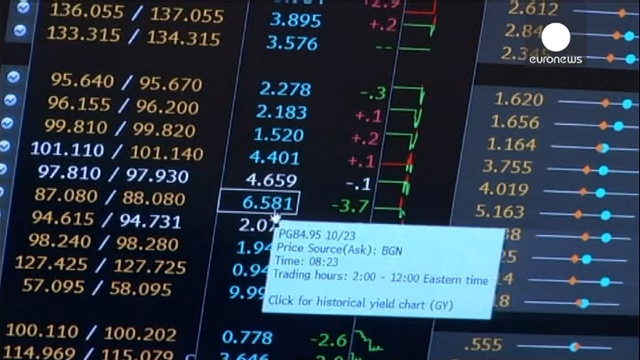 136.055 / 137.055 3.895 +.2 2.612
133.315 / 134.315 3.576 --
euronews
95.640 / 95.670 2.278 -.3 1.620
96.155 / 96.200 2.183 +.1 1.656
99.810 / 99.820 1.520 +.2 1.164
101.110 / 101.140 4.401 +.1 3.755
97.810 / 97.930 4.659 -.1 4.019
87.080 / 88.080 6.581 -3.7 5.163
94.615 / 94.731
98.240 / 98.280
127.425 / 127.725
57.095 / 58.095
PGB4.95 10/23
Price Source(Ask): BGN
Time: 08:23
Trading hours: 2:00 - 12:00 Eastern time
Click for historical yield chart (GY)
100.110 / 100.202 0.778 -2.6 .555
114.969 / 115.079 3.646